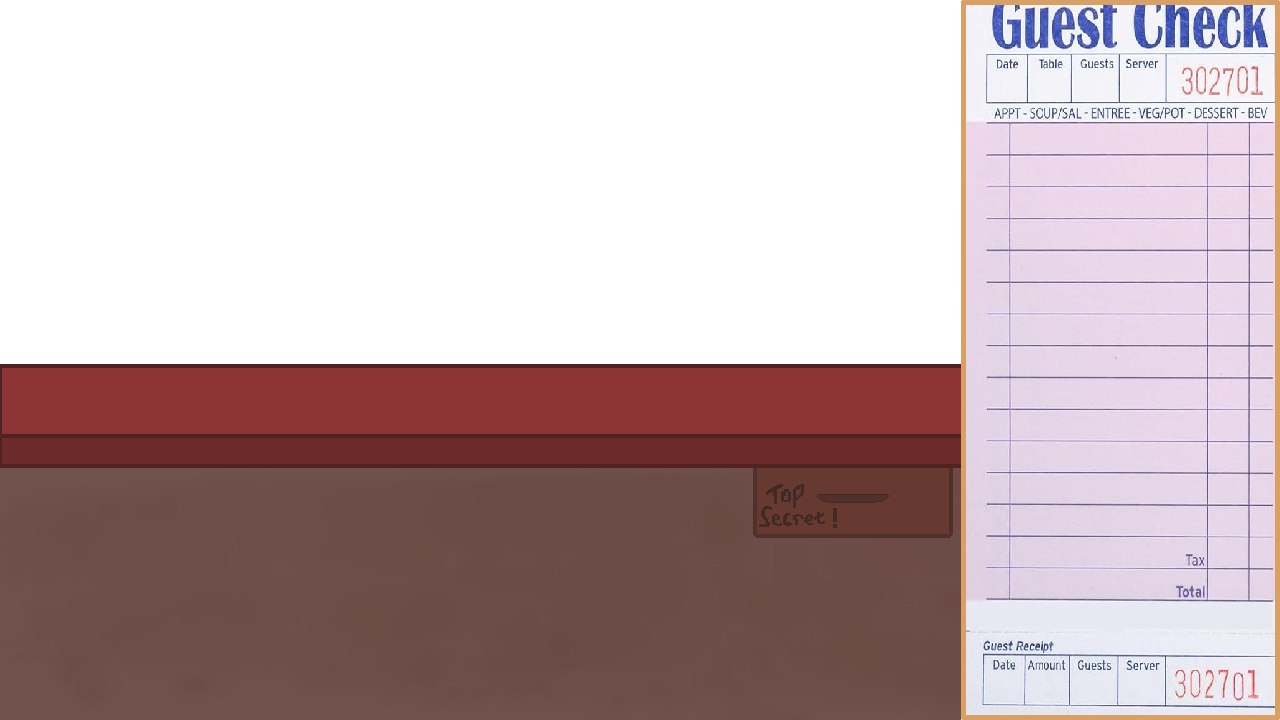 Top
Secret!
Guest Check
Date Table Guests Server 302701
APPT - SOUP/SAL - ENTREE - VEG/POT - DESSERT - BEV
Tax
Total
Guest Receipt
Date Amount Guests Server 302701